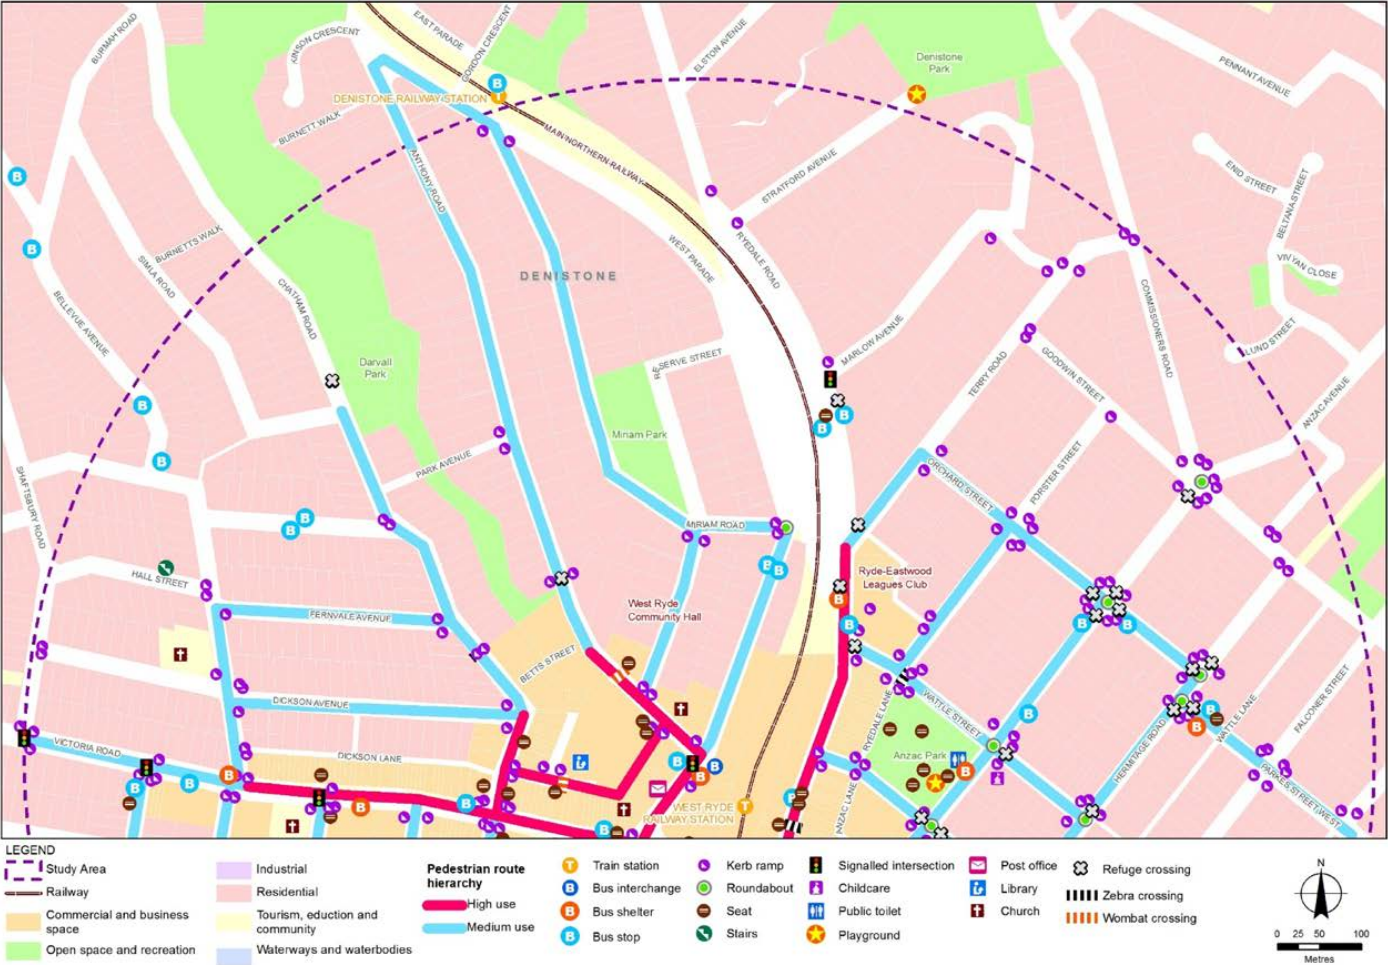 BURMAH ROAD
KINSON CRESCENT
EAST PARADE
GORDON CRESCENT
ELSTON AVENUE
Denistone
Park
PENNANT AVENUE
DENISTONE RAILWAY STATION
BURNETT WALK
MAIN NORTHERN RAILWAY
ANTHONY ROAD
STRATFORD AVENUE
ENID STREET
BELTANA STREET
BURNETTS WALK
SIMLA ROAD
WEST PARADE
RYEDALE ROAD
VIVYAN CLOSE
DENISTONE
CHATHAM ROAD
BELLEVUE AVENUE
COMMISSIONERS ROAD
MARLOW AVENUE
LUND STREET
Darvall
Park
RESERVE STREET
TERRY ROAD
GOODWIN STREET
ANZAC AVENUE
Miriam Park
PARK AVENUE
ORCHARD STREET
FORSTER STREET
SHAFTSBURY ROAD
MIRIAM ROAD
HALL STREET
Ryde-Eastwood
Leagues Club
West Ryde
Community Hall
FERNVALE AVENUE
BETTS STREET
DICKSON AVENUE
RYEDALE LANE
WATTLE STREET
WATTLE LANE
FALCONER STREET
VICTORIA ROAD
DICKSON LANE
Anzac Park
HERMITAGE ROAD
PARKES STREET WEST
ANZAC LANE
WEST RYDE
RAILWAY STATION
LEGEND
Study Area
Railway
Commercial and business
space
Open space and recreation
Industrial
Residential
Tourism, eduction and
community
Waterways and waterbodies
Pedestrian route
hierarchy
High use
Medium use
T Train station
B Bus interchange
B Bus shelter
B Bus stop
Kerb ramp
Roundabout
Seat
Stairs
Signalled intersection
Childcare
Public toilet
Playground
Post office
Library
Church
Refuge crossing
Zebra crossing
Wombat crossing
N
0 25 50 100
Metres